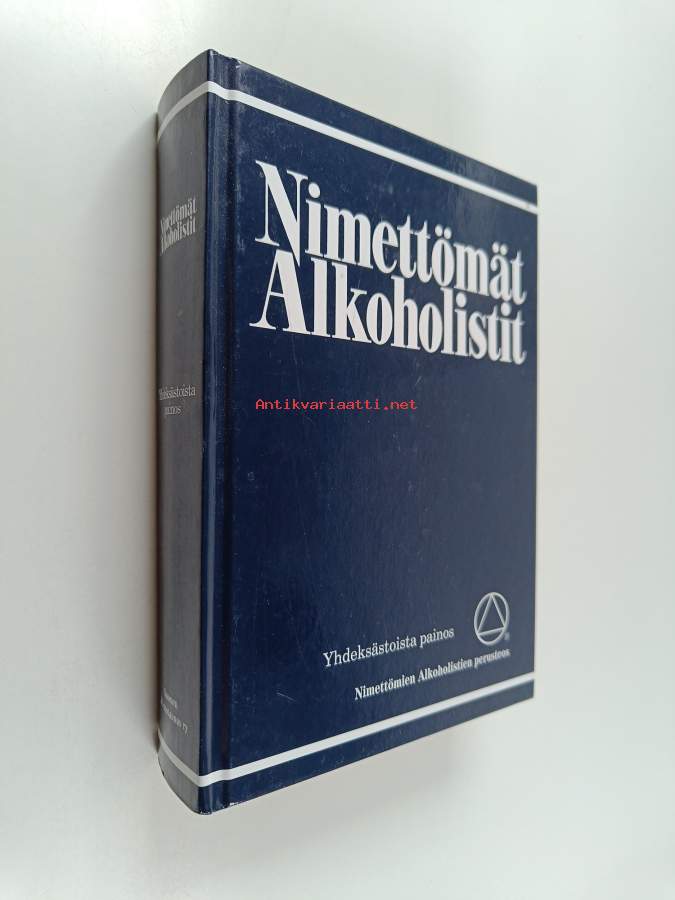 Nimettömät
Alkoholistit
Yhdeksästoista
painos
Nimettömät
Alkoholistit
Antikvariaatti.net
Yhdeksästoista painos
®
Nimettömien Alkoholistien perusteos